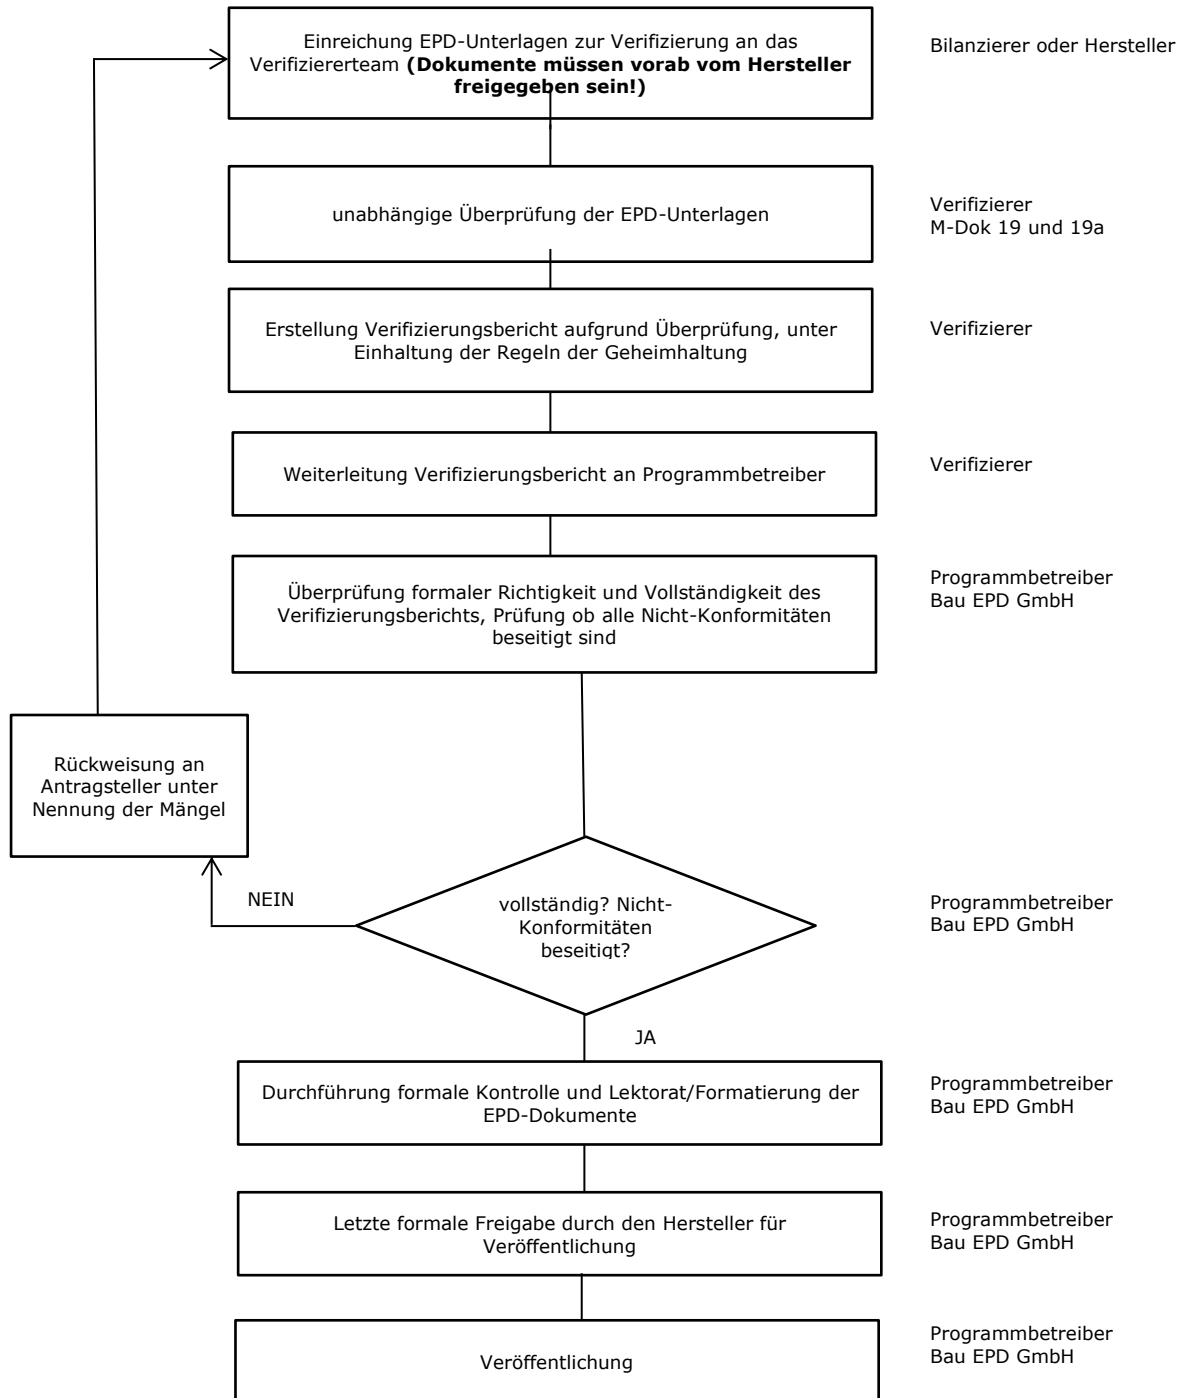 Einreichung EPD-Unterlagen zur Verifizierung an das
Verifiziererteam (Dokumente müssen vorab vom Hersteller
freigegeben sein!)
Bilanzierer oder Hersteller
unabhängige Überprüfung der EPD-Unterlagen
Verifizierer
M-Dok 19 und 19a
Erstellung Verifizierungsbericht aufgrund Überprüfung, unter
Einhaltung der Regeln der Geheimhaltung
Verifizierer
Weiterleitung Verifizierungsbericht an Programmbetreiber
Verifizierer
Überprüfung formaler Richtigkeit und Vollständigkeit des
Verifizierungsberichts, Prüfung ob alle Nicht-Konformitäten
beseitigt sind
Programmbetreiber
Bau EPD GmbH
Rückweisung an
Antragsteller unter
Nennung der Mängel
NEIN
vollständig? Nicht-
Konformitäten
beseitigt?
Programmbetreiber
Bau EPD GmbH
JA
Durchführung formale Kontrolle und Lektorat/Formatierung der
EPD-Dokumente
Programmbetreiber
Bau EPD GmbH
Letzte formale Freigabe durch den Hersteller für
Veröffentlichung
Programmbetreiber
Bau EPD GmbH
Veröffentlichung
Programmbetreiber
Bau EPD GmbH